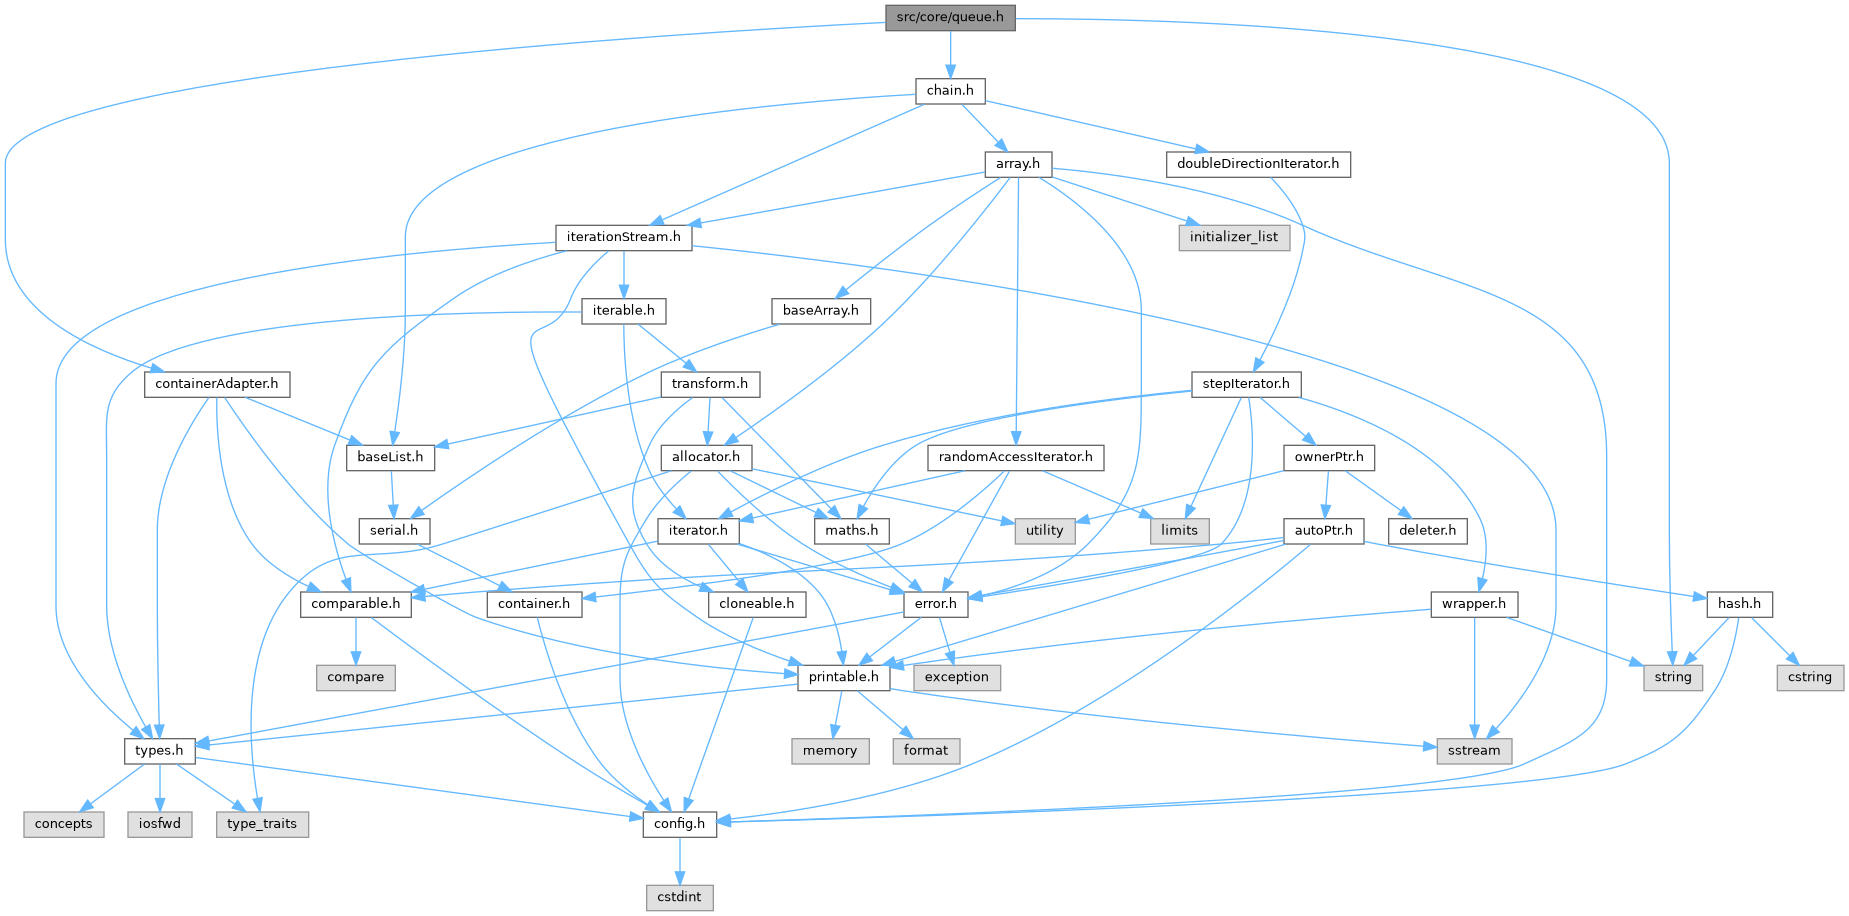 src/core/queue.h
chain.h
array.h
doubleDirectionIterator.h
iterationStream.h
initializer_list
iterable.h
baseArray.h
containerAdapter.h
transform.h
stepIterator.h
baseList.h
allocator.h
randomAccessIterator.h
ownerPtr.h
serial.h
iterator.h
maths.h
utility
limits
autoPtr.h
deleter.h
comparable.h
container.h
cloneable.h
error.h
wrapper.h
hash.h
compare
printable.h
exception
string
cstring
types.h
memory
format
sstream
concepts
iosfwd
type_traits
config.h
cstdint